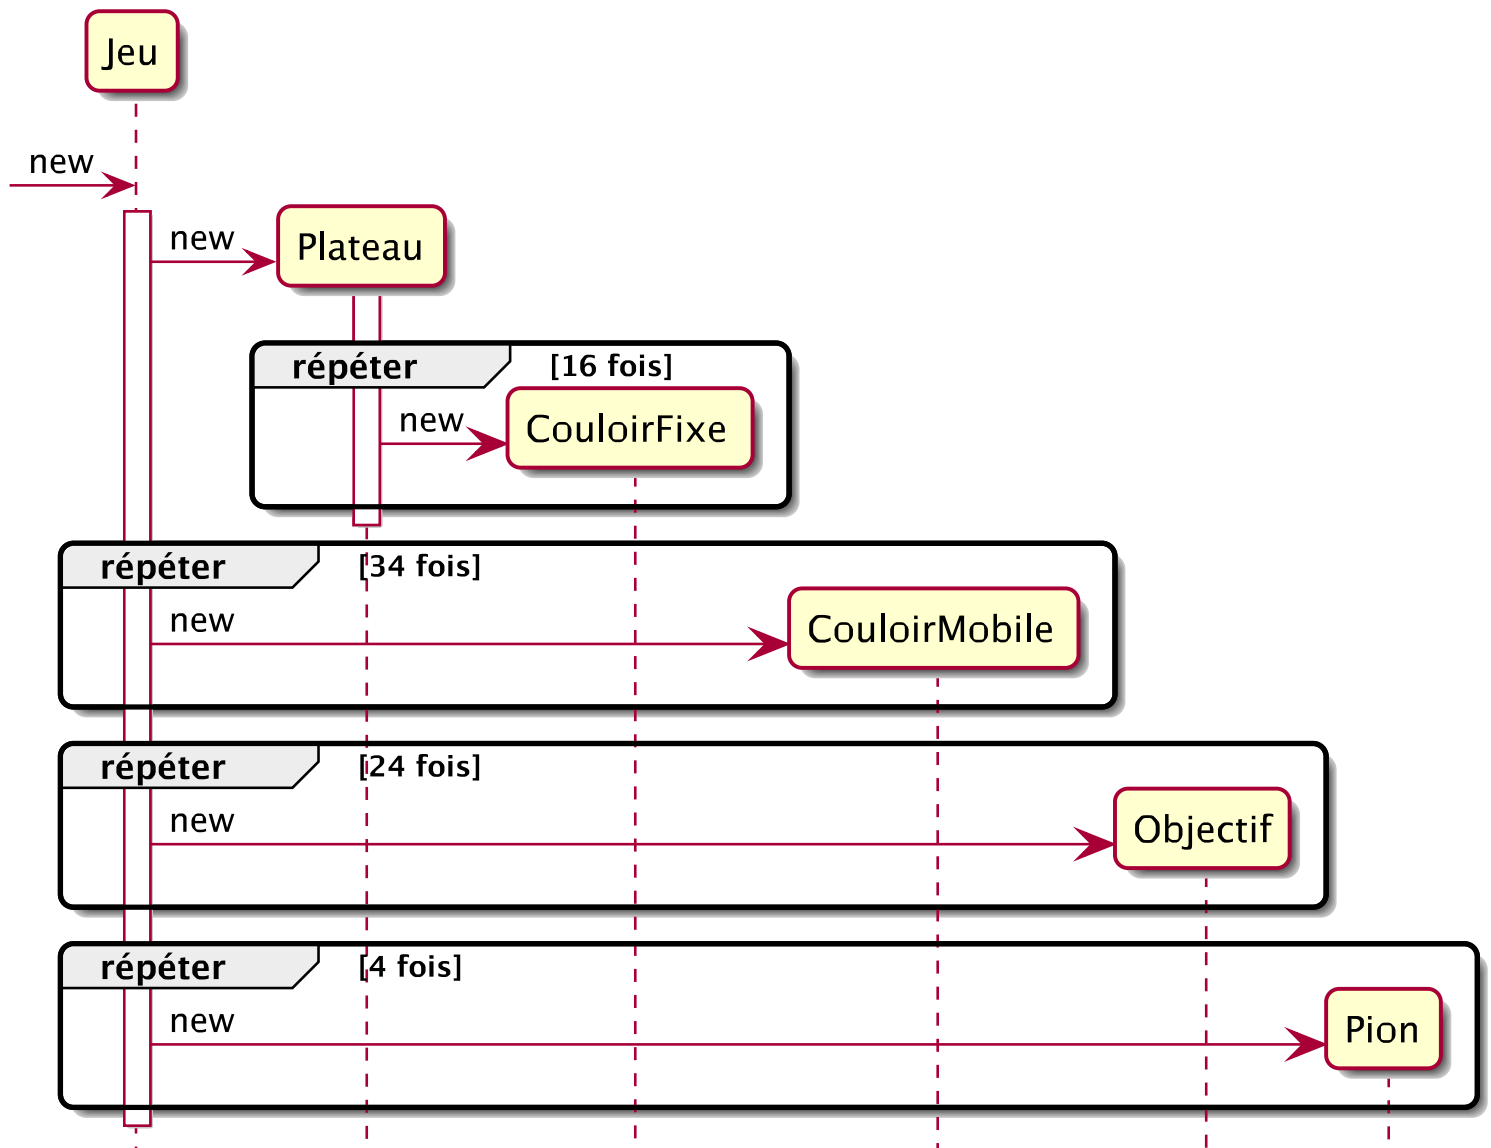 Jeu
new
new
Plateau
répéter [16 fois]
new
CouloirFixe
répéter [34 fois]
new
CouloirMobile
répéter [24 fois]
new
Objectif
répéter [4 fois]
new
Pion